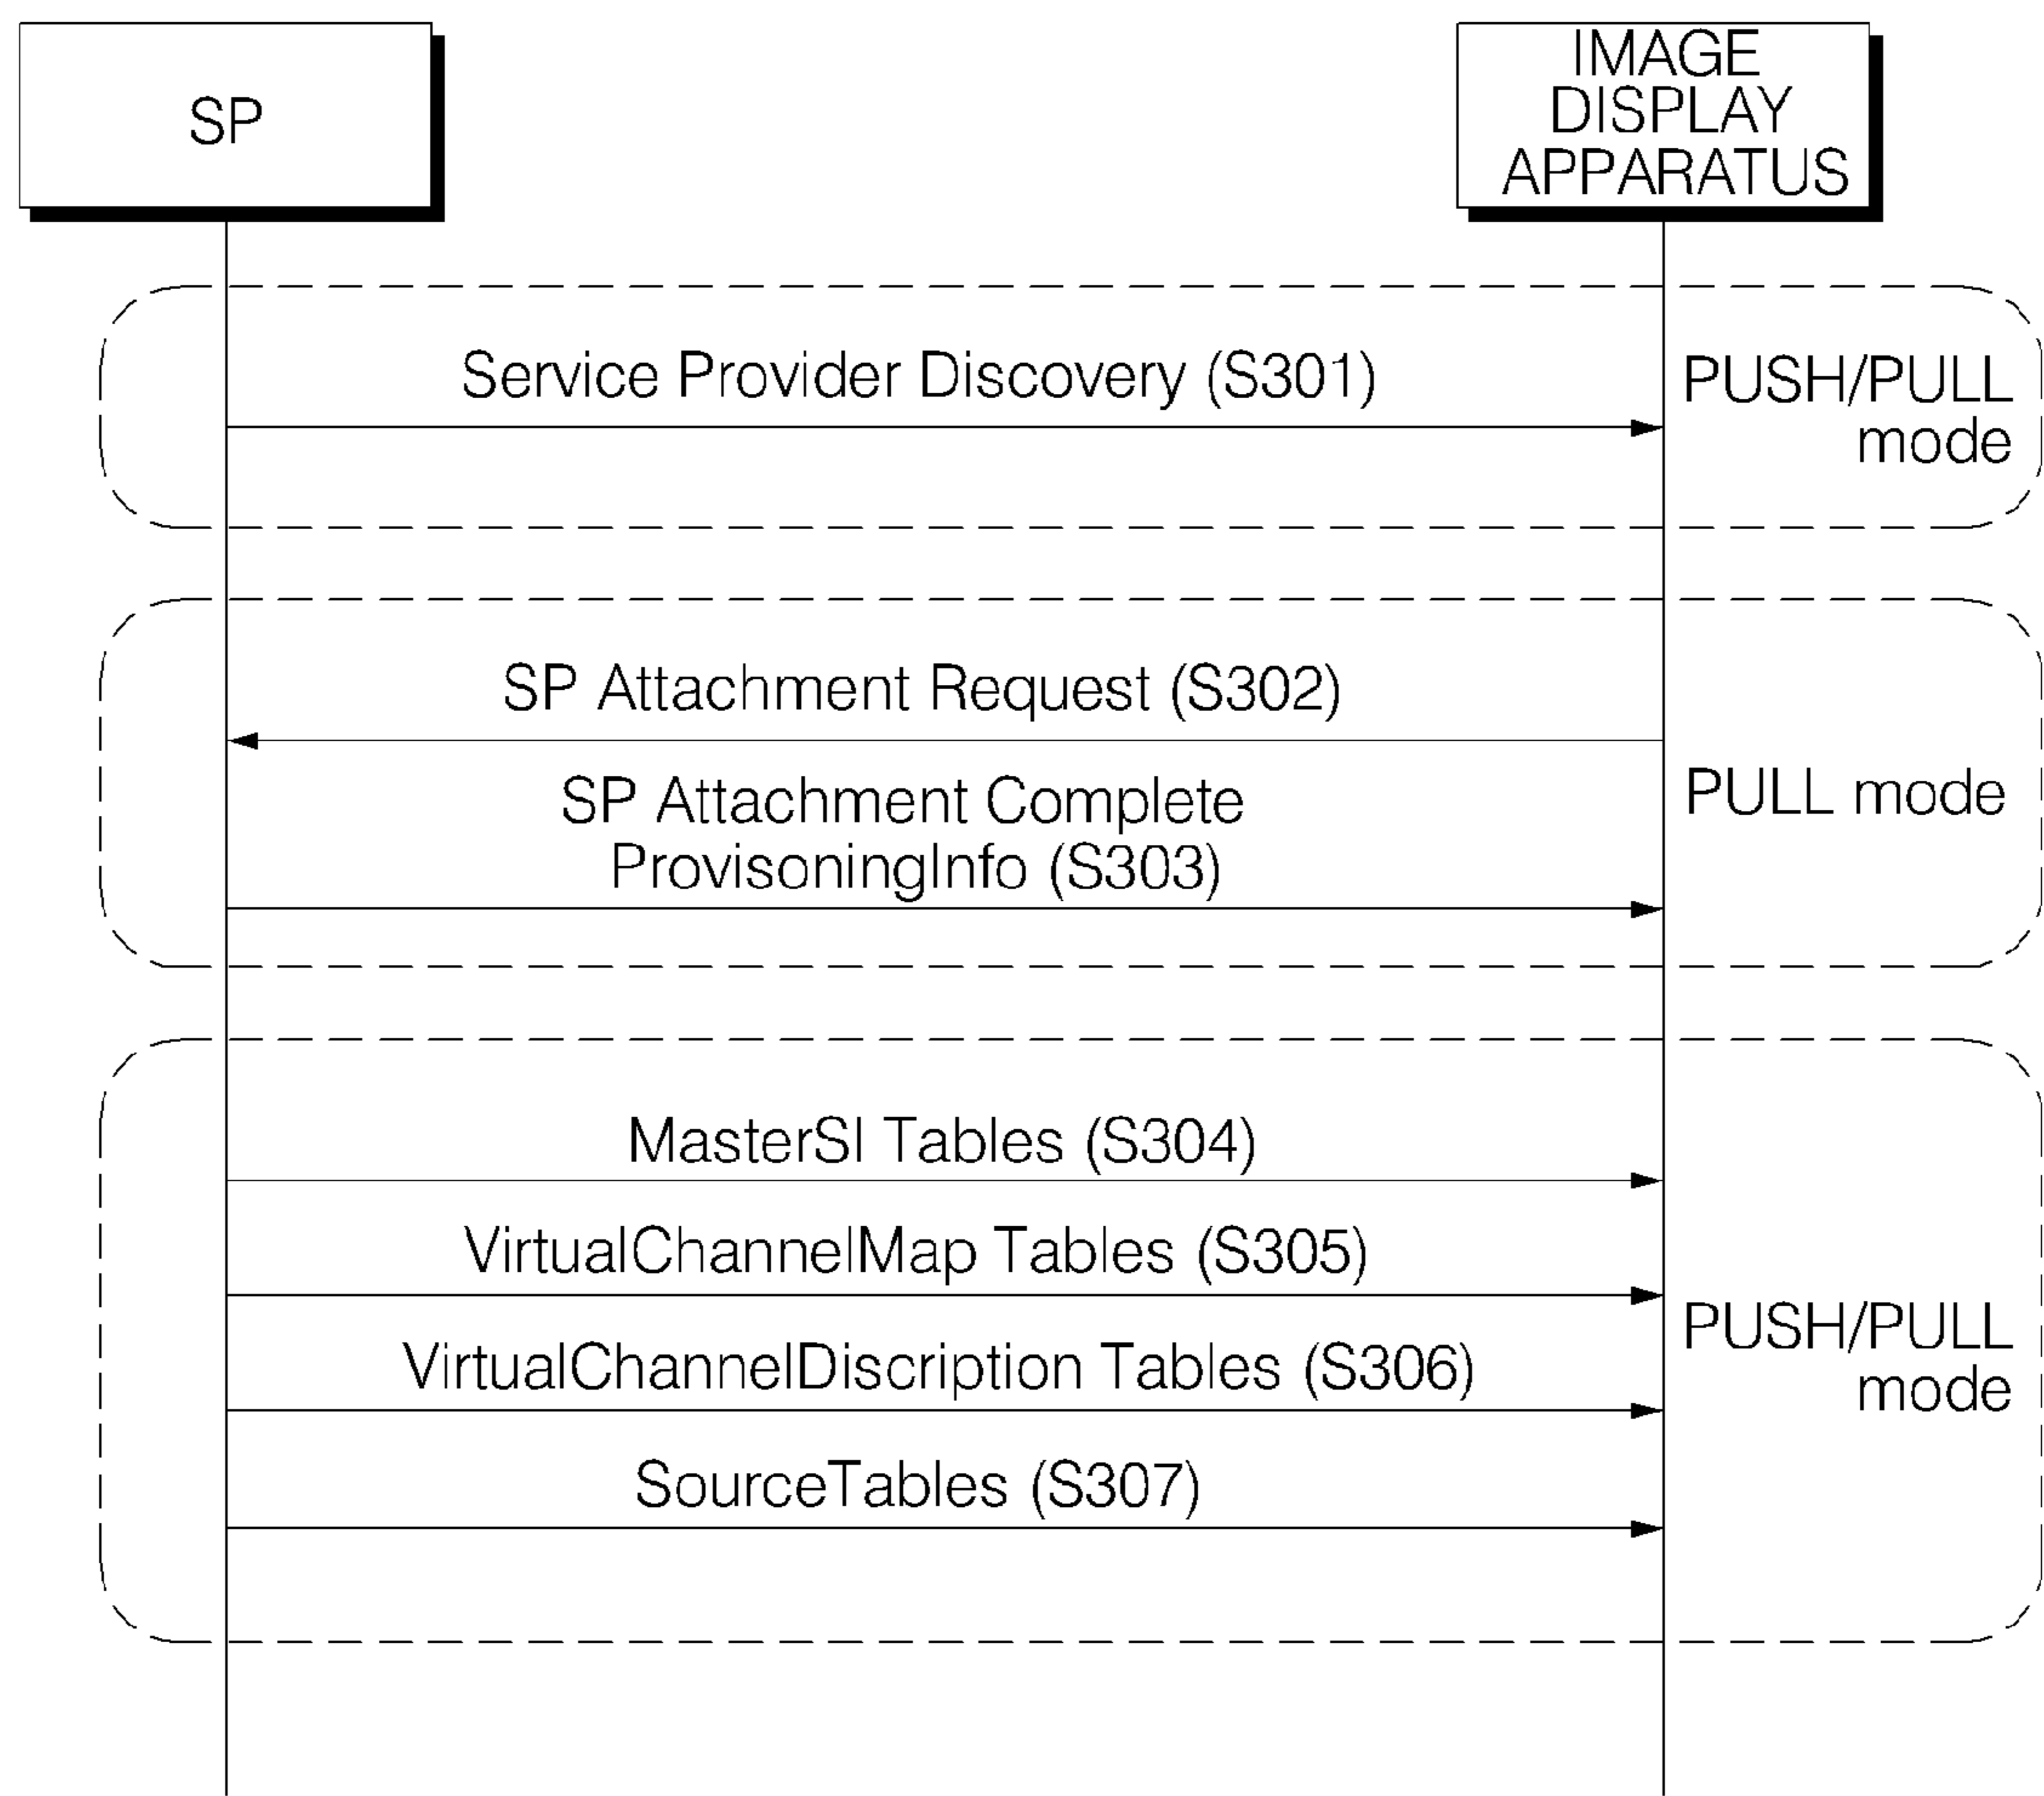 SP
IMAGE
DISPLAY
APPARATUS
Service Provider Discovery (S301)
PUSH/PULL
mode
SP Attachment Request (S302)
SP Attachment Complete
ProvisoningInfo (S303)
PULL mode
MasterSI Tables (S304)
VirtualChannelMap Tables (S305)
VirtualChannelDiscription Tables (S306)
SourceTables (S307)
PUSH/PULL
mode